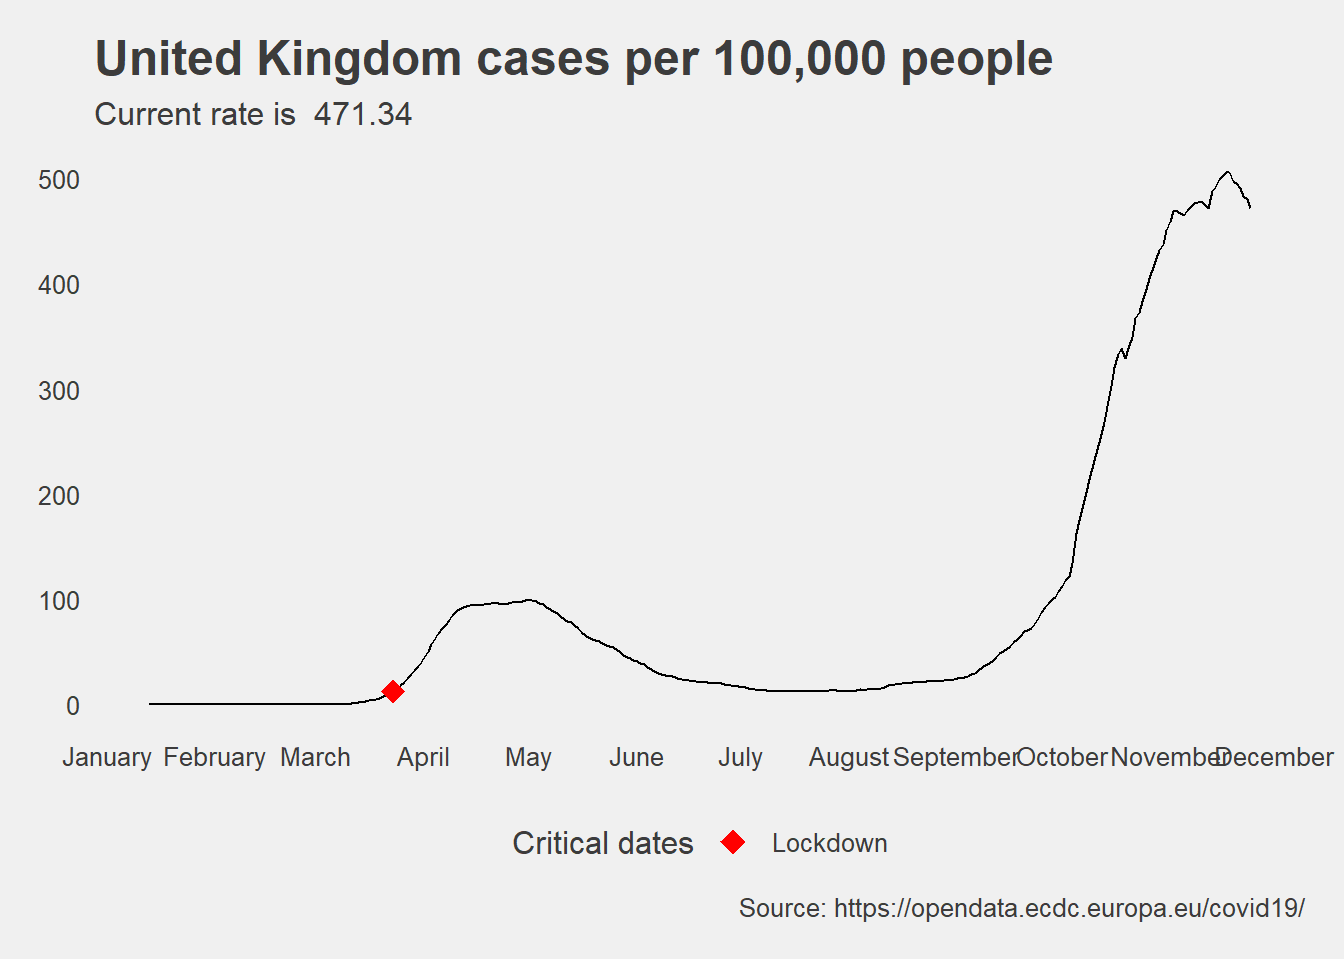 United Kingdom cases per 100,000 people
Current rate is  471.34
500
400
300
200
100
0
January February March April May June July August September October November December
Critical dates Lockdown
Source: https://opendata.ecdc.europa.eu/covid19/